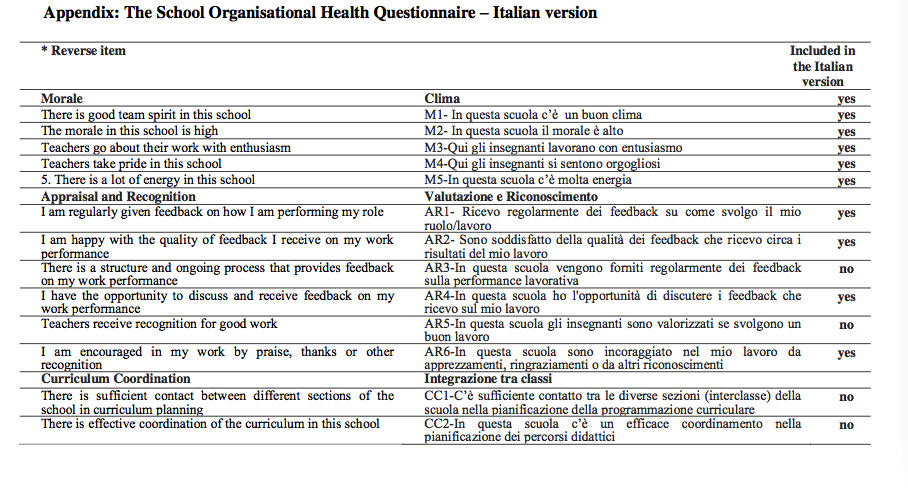 Appendix: The School Organisational Health Questionnaire – Italian version
* Reverse item Included in
the Italian
version
Morale Clima yes
There is good team spirit in this school M1- In questa scuola c’è un buon clima yes
The morale in this school is high M2- In questa scuola il morale è alto yes
Teachers go about their work with enthusiasm M3-Qui gli insegnanti lavorano con entusiasmo yes
Teachers take pride in this school M4-Qui gli insegnanti si sentono orgogliosi yes
5. There is a lot of energy in this school M5-In questa scuola c’è molta energia yes
Appraisal and Recognition Valutazione e Riconoscimento
I am regularly given feedback on how I am performing my role AR1- Ricevo regolarmente dei feedback su come svolgo il mio yes
ruolo/lavoro
I am happy with the quality of feedback I receive on my work AR2- Sono soddisfatto della qualità dei feedback che ricevo circa i yes
performance risultati del mio lavoro
There is a structure and ongoing process that provides feedback AR3-In questa scuola vengono forniti regolarmente dei feedback no
on my work performance sulla performance lavorativa
I have the opportunity to discuss and receive feedback on my AR4-In questa scuola ho l'opportunità di discutere i feedback che yes
work performance ricevo sul mio lavoro
Teachers receive recognition for good work AR5-In questa scuola gli insegnanti sono valorizzati se svolgono un no
buon lavoro
I am encouraged in my work by praise, thanks or other AR6-In questa scuola sono incoraggiato nel mio lavoro da yes
recognition apprezzamenti, ringraziamenti o da altri riconoscimenti
Curriculum Coordination Integrazione tra classi
There is sufficient contact between different sections of the CC1-C’è sufficiente contatto tra le diverse sezioni (interclasse) della no
school in curriculum planning scuola nella pianificazione della programmazione curriculare
There is effective coordination of the curriculum in this school CC2-In questa scuola c’è un efficace coordinamento nella no
pianificazione dei percorsi didattici